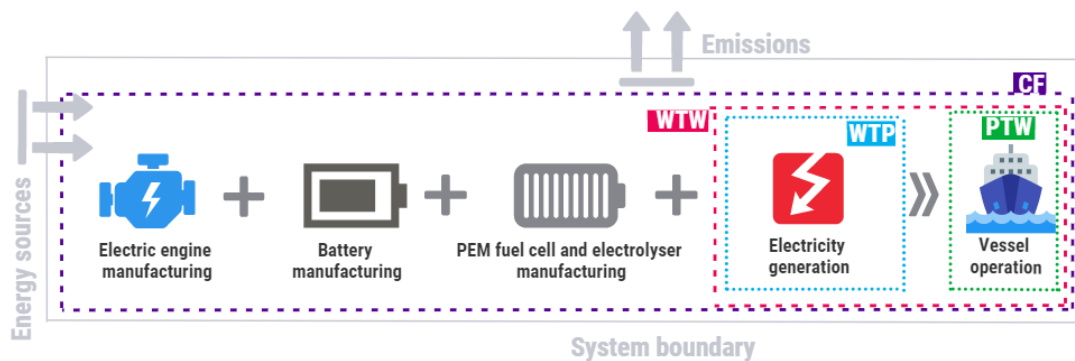 Emissions
CF
WTW
WTP
PTW
Energy sources
Electric engine
manufacturing
Battery
manufacturing
PEM fuel cell and electrolyser
manufacturing
Electricity
generation
Vessel
operation
System boundary